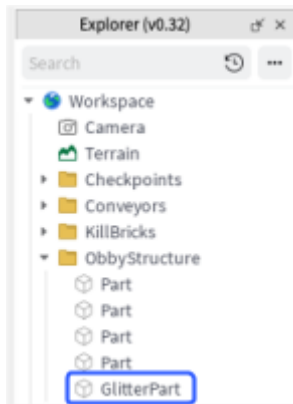 Explorer (v0.32)
Search
Workspace
Camera
Terrain
Checkpoints
Conveyors
KillBricks
ObbyStructure
Part
Part
Part
Part
GlitterPart